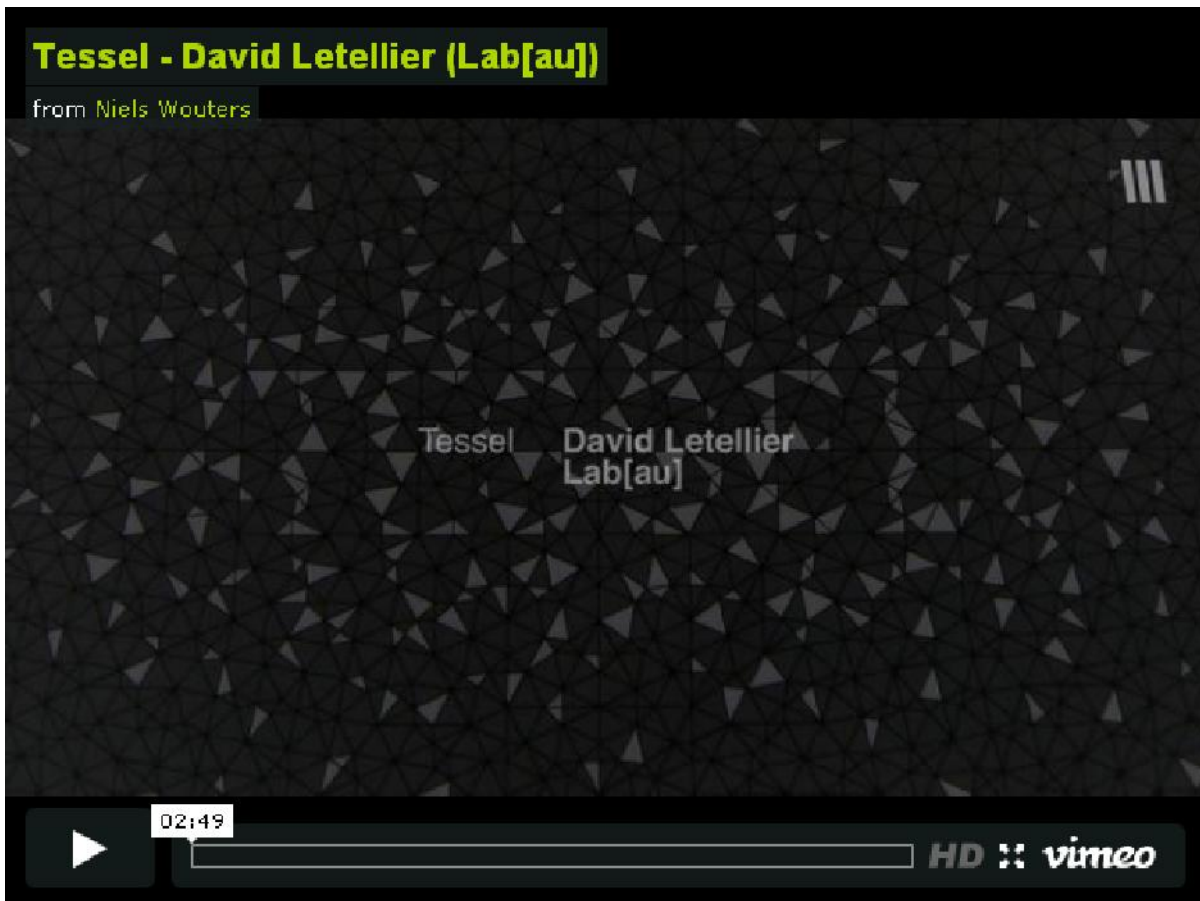 Tessel - David Letellier (Lab[au])
from Niels Wouters
Tessel David Letellier
Lab[au]
02:49
HD vimeo